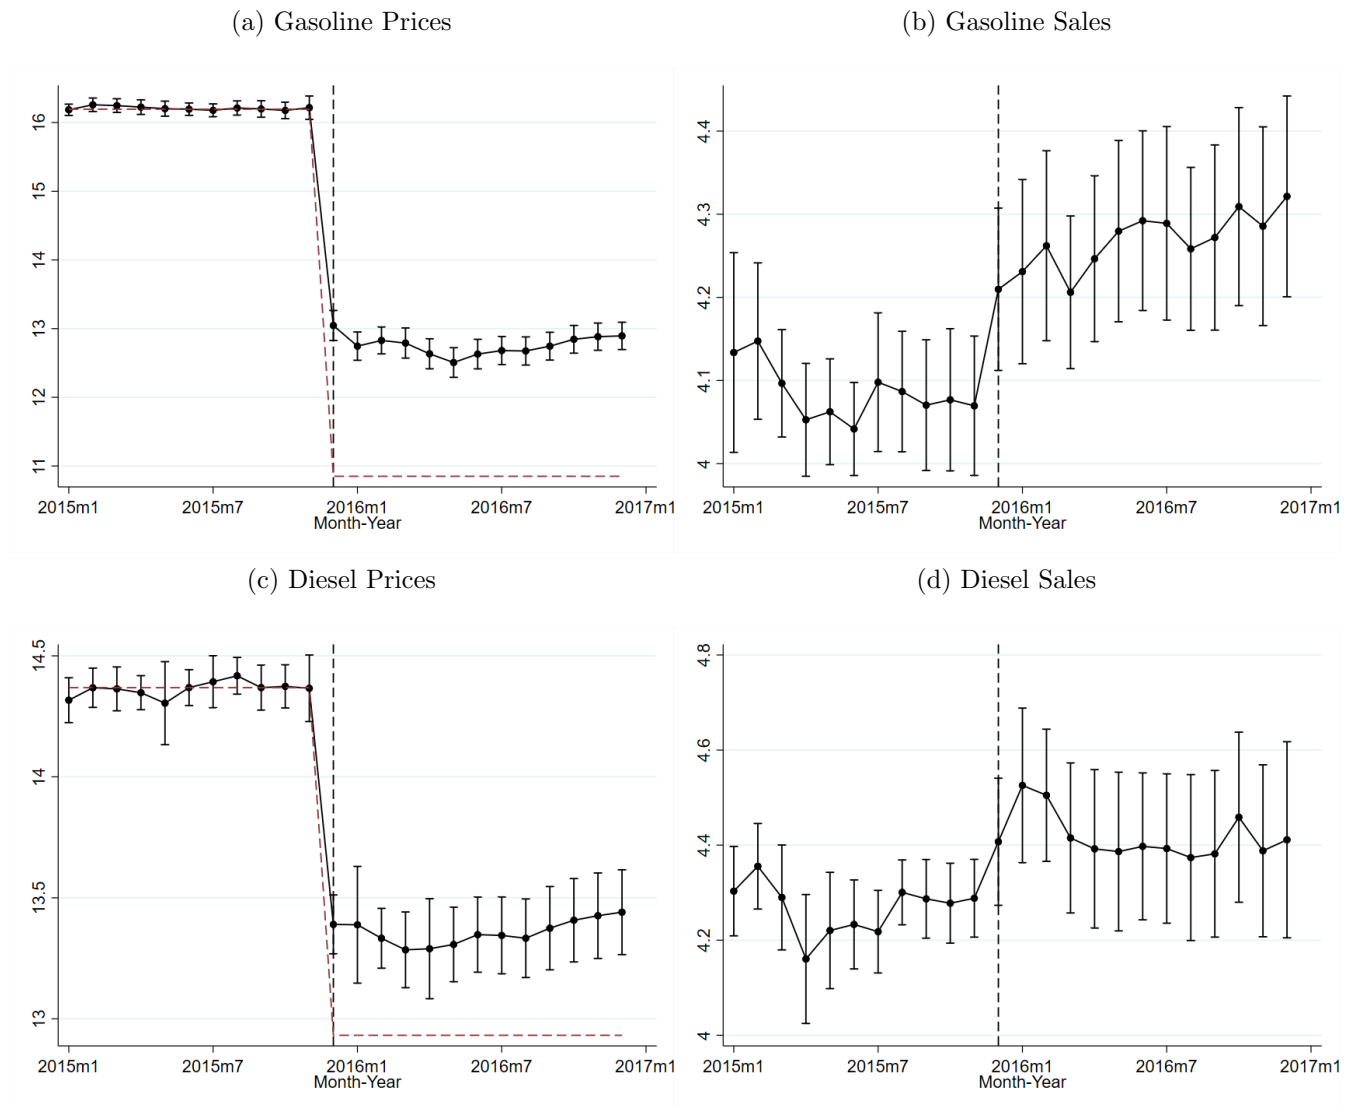 (a) Gasoline Prices
16
15
14
13
12
11
2015m1 2015m7 2016m1 2016m7 2017m1
Month-Year
(b) Gasoline Sales
4.4
4.3
4.2
4.1
4
2015m1 2015m7 2016m1 2016m7 2017m1
Month-Year
(c) Diesel Prices
14.5
14
13.5
13
2015m1 2015m7 2016m1 2016m7 2017m1
Month-Year
(d) Diesel Sales
4.8
4.6
4.4
4.2
4
2015m1 2015m7 2016m1 2016m7 2017m1
Month-Year